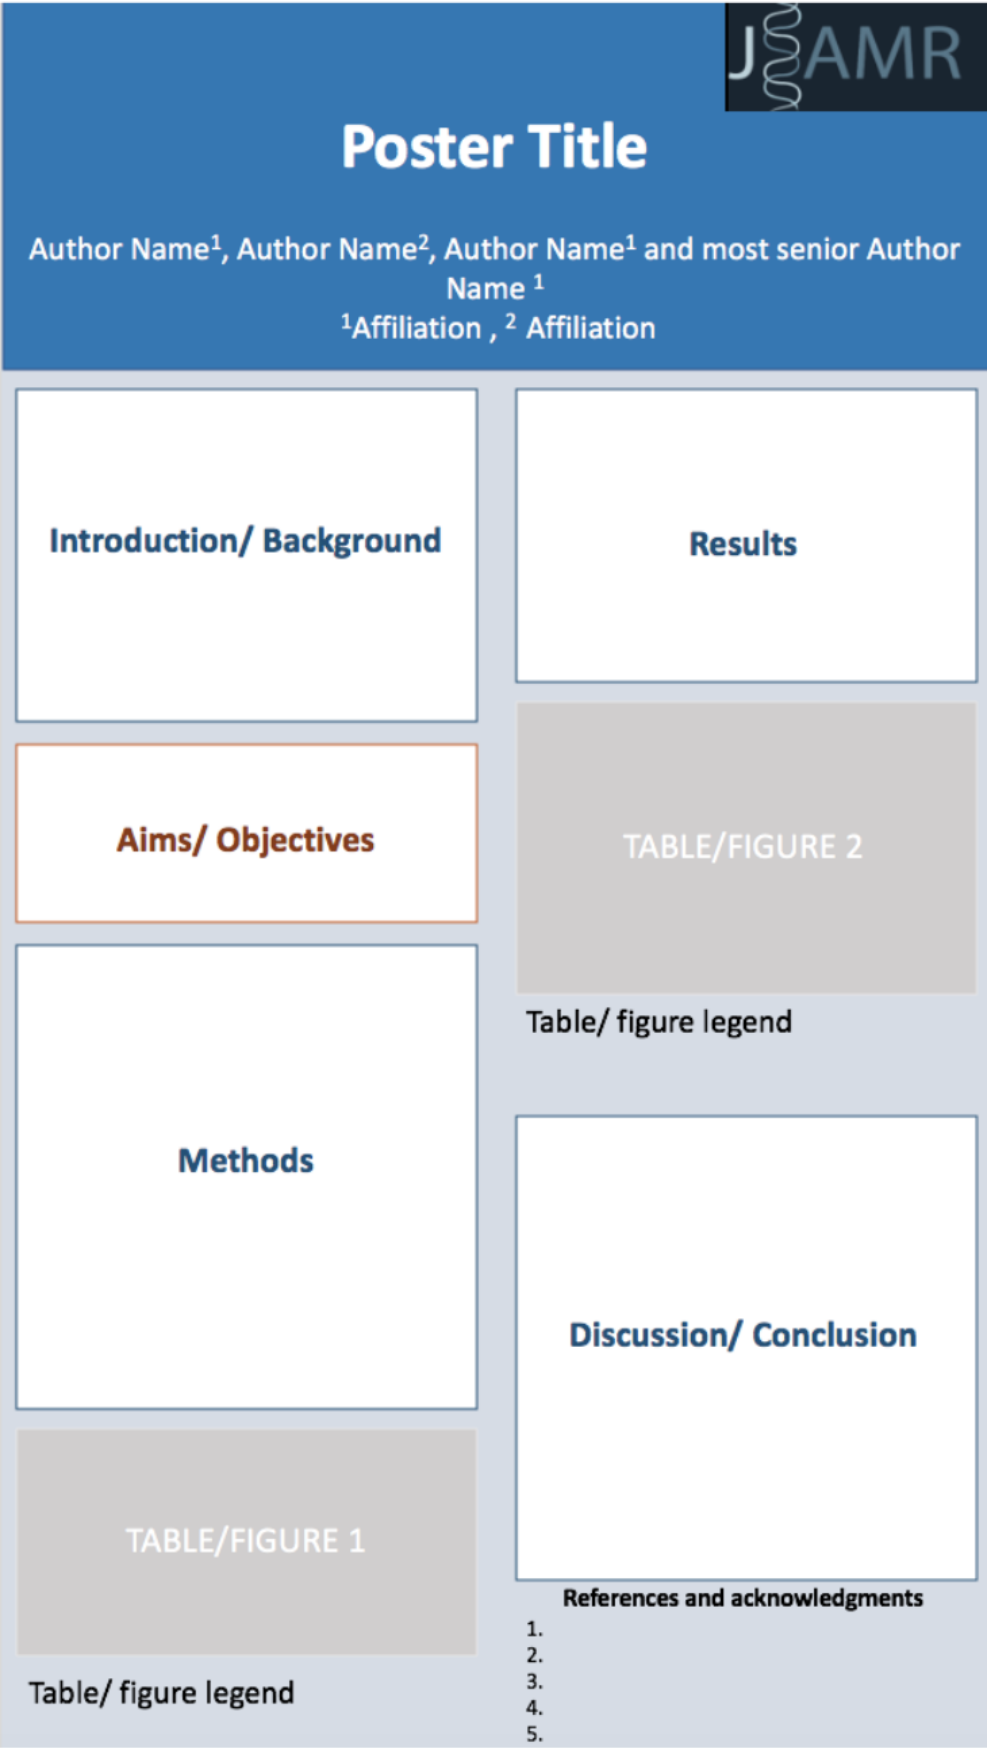 J AMR
Poster Title
Author Name¹, Author Name², Author Name¹ and most senior Author
Name ¹
¹Affiliation , ² Affiliation
Introduction/ Background
Aims/ Objectives
Methods
TABLE/FIGURE 1
Table/ figure legend
Results
TABLE/FIGURE 2
Table/ figure legend
Discussion/ Conclusion
References and acknowledgments
1.
2.
3.
4.
5.